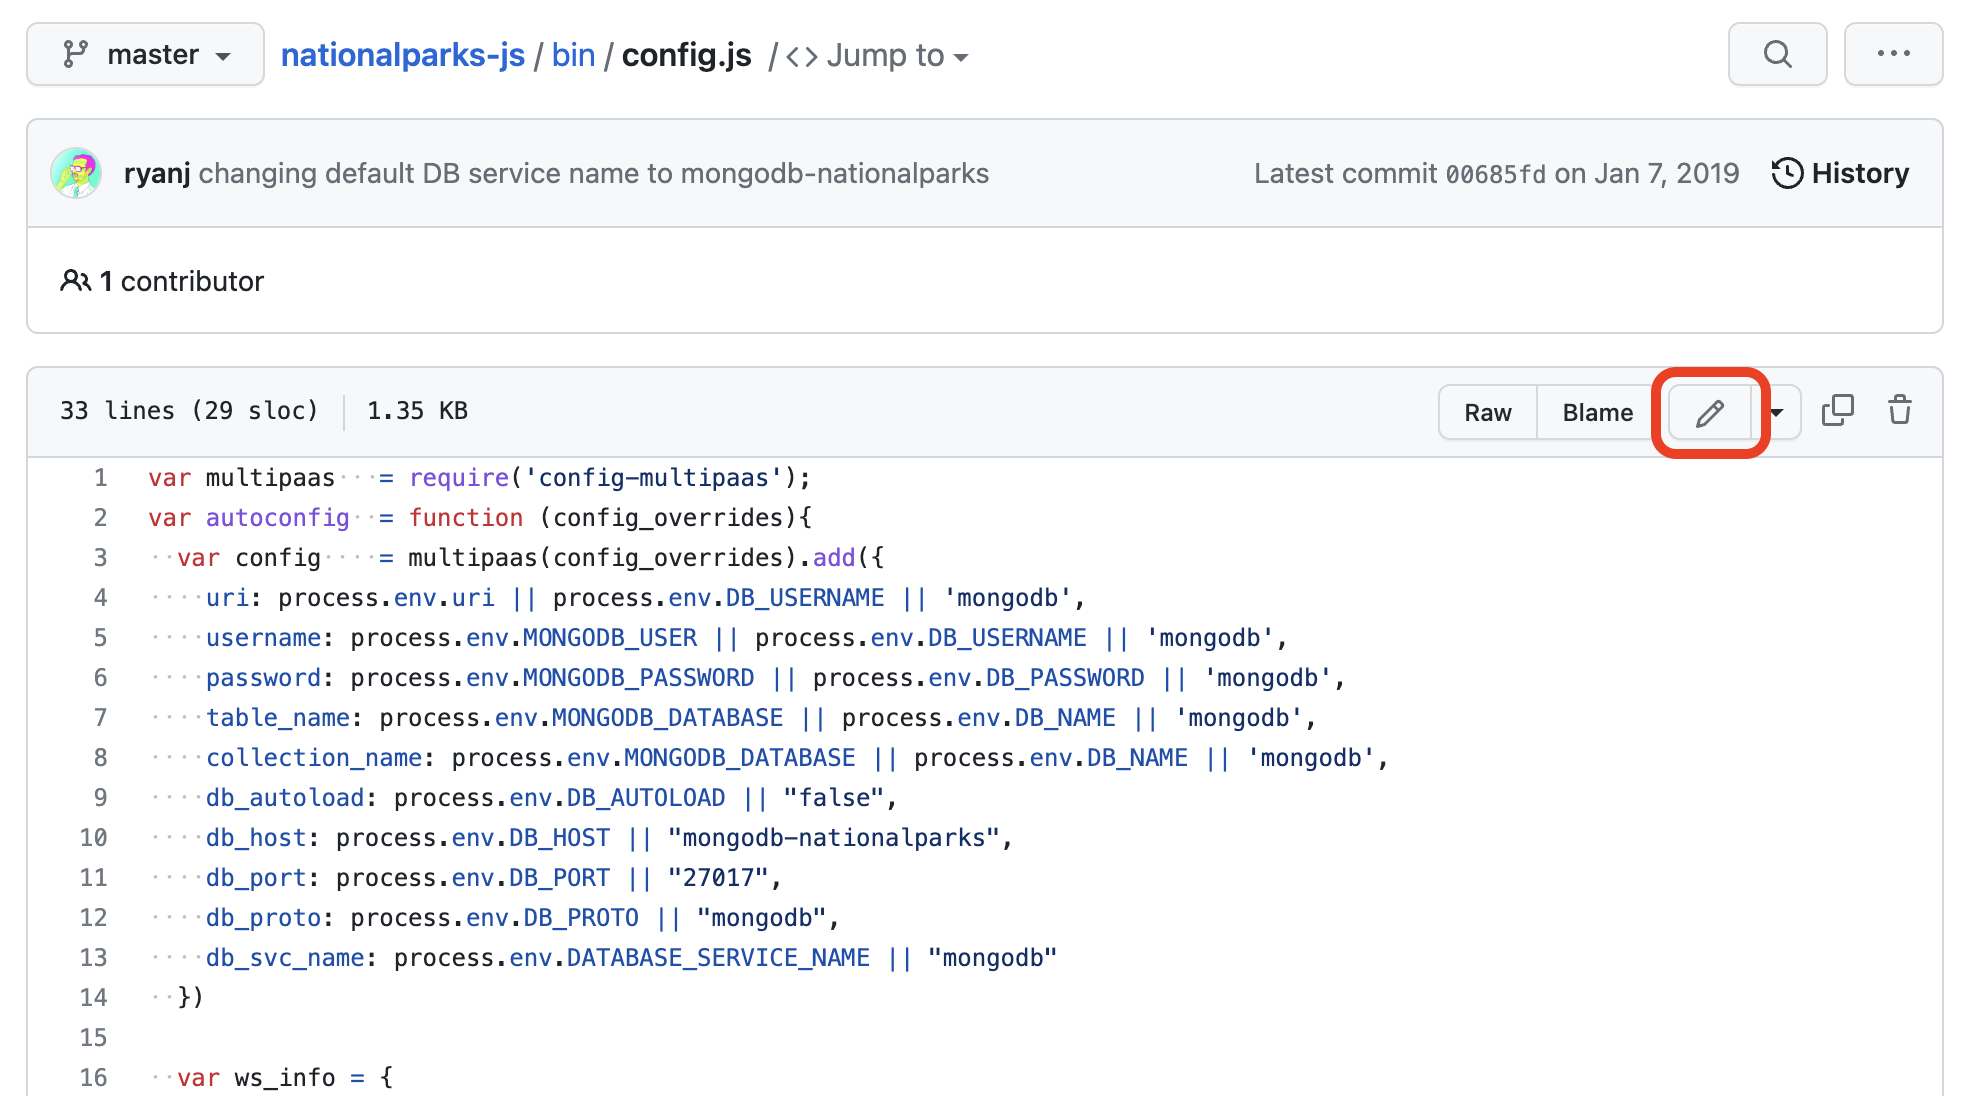 master nationalparks-js / bin / config.js / <> Jump to
ryanj changing default DB service name to mongodb-nationalparks Latest commit 00685fd on Jan 7, 2019 History
1 contributor
33 lines (29 sloc) 1.35 KB Raw Blame
1 var multipaas   = require('config-multipaas');
2 var autoconfig  = function (config_overrides){
3   var config    = multipaas(config_overrides).add({
4     uri: process.env.uri || process.env.DB_USERNAME || 'mongodb',
5     username: process.env.MONGODB_USER || process.env.DB_USERNAME || 'mongodb',
6     password: process.env.MONGODB_PASSWORD || process.env.DB_PASSWORD || 'mongodb',
7     table_name: process.env.MONGODB_DATABASE || process.env.DB_NAME || 'mongodb',
8     collection_name: process.env.MONGODB_DATABASE || process.env.DB_NAME || 'mongodb',
9     db_autoload: process.env.DB_AUTOLOAD || "false",
10     db_host: process.env.DB_HOST || "mongodb-nationalparks",
11     db_port: process.env.DB_PORT || "27017",
12     db_proto: process.env.DB_PROTO || "mongodb",
13     db_svc_name: process.env.DATABASE_SERVICE_NAME || "mongodb"
14   })
15
16   var ws_info = {